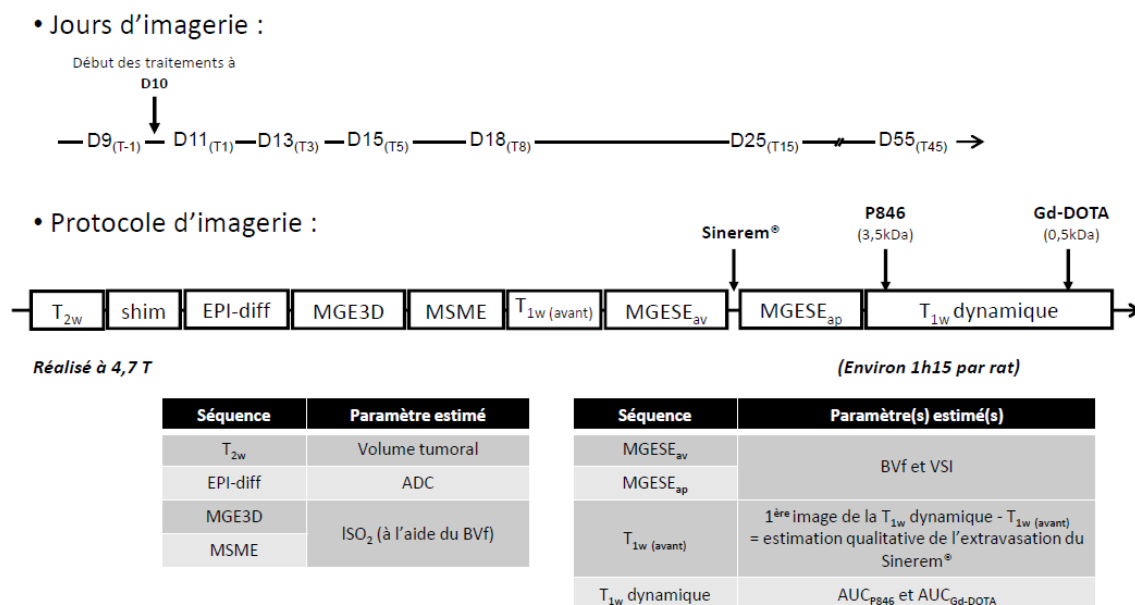 • Jours d'imagerie :
Début des traitements à
D10
D9(T-1) D11(T1) D13(T3) D15(T5) D18(T8) D25(T15) D55(T45)
• Protocole d'imagerie :
Sinerem® P846 Gd-DOTA
(3,5kDa) (0,5kDa)
T2w shim EPI-diff MGE3D MSME T1w (avant) MGESEav MGESEap T1w dynamique
Réalisé à 4,7 T (Environ 1h15 par rat)
Séquence Paramètre estimé
T2w Volume tumoral
EPI-diff ADC
MGE3D
lSO2 (à l'aide du BVf)
MSME
Séquence Paramètre(s) estimé(s)
MGESEav
BVf et VSI
MGESEap
T1w (avant)
1ère image de la T1w dynamique - T1w (avant)
= estimation qualitative de l'extravasation du
Sinerem®
T1w dynamique AUCP846 et AUCGd-DOTA